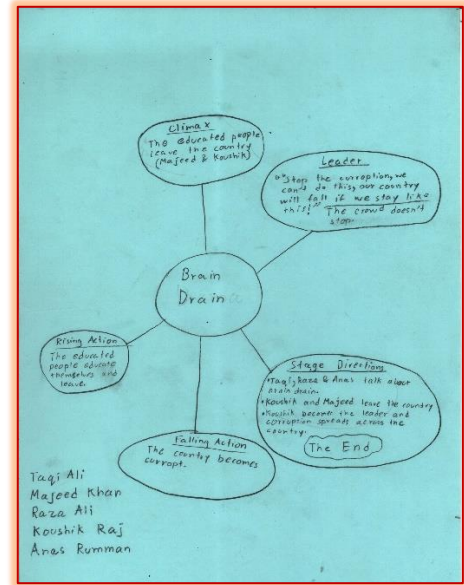 Climax
The educated people
leave the country
(Majeed & Koushik)
Leader
"Stop the curroption, we
can't do this, our country
will fall if we stay like
this!" The crowd doesn't
stop.
Brain
Drain
Rising Action
The educated
people educate
themselves and
leave.
Stage Directions
•Taqi, Raza & Anas talk about
brain drain.
•Koushik and Majeed leave the country
•Koushik becomes the leader and
corruption spreads across the
country.
The End
Falling Action
The country becomes
curropt.
Taqi Ali
Majeed Khan
Raza Ali
Koushik Raj
Anas Rumman